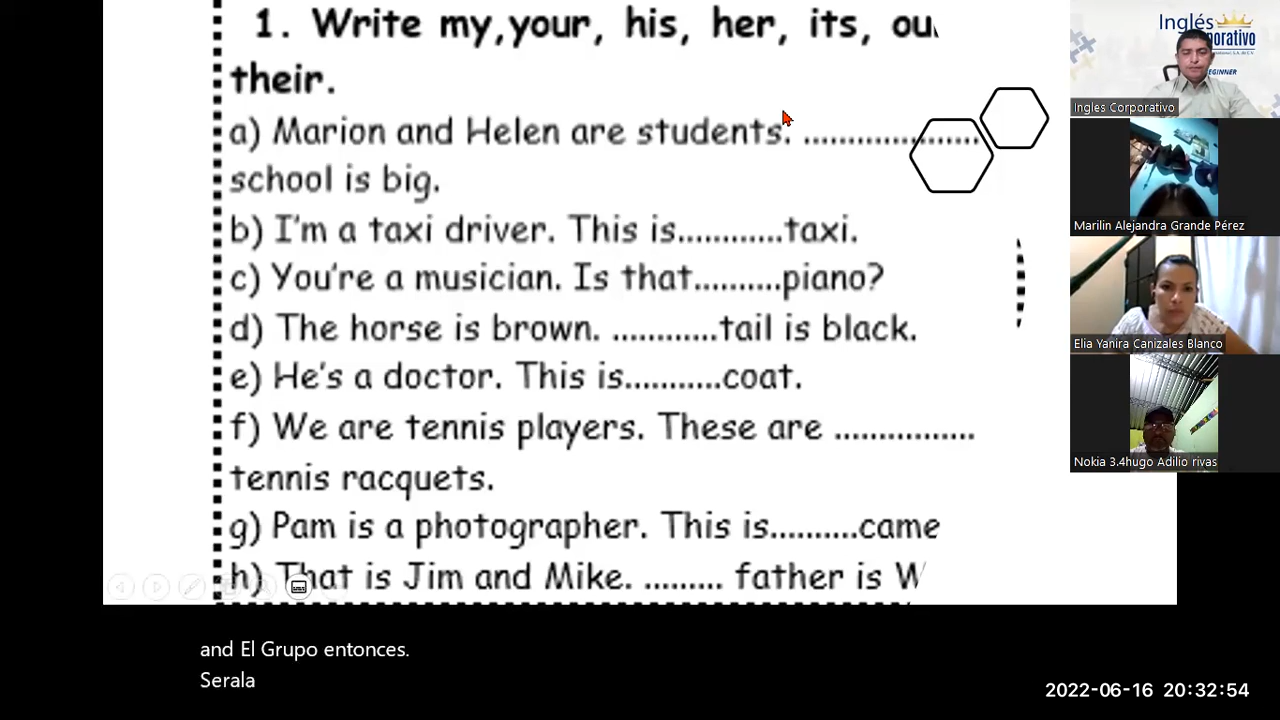 1. Write my,your, his, her, its, ou
their.
a) Marion and Helen are students. ....................
school is big.
b) I'm a taxi driver. This is............taxi.
c) You're a musician. Is that..........piano?
d) The horse is brown. ............tail is black.
e) He's a doctor. This is...........coat.
f) We are tennis players. These are ................
tennis racquets.
g) Pam is a photographer. This is..........came
h) That is Jim and Mike. ......... father is W
Inglés
rporativo
EGINNER
Ingles Corporativo
Marilin Alejandra Grande Pérez
Elia Yanira Canizales Blanco
Nokia 3.4hugo Adilio rivas
and El Grupo entonces.
Serala
2022-06-16 20:32:54